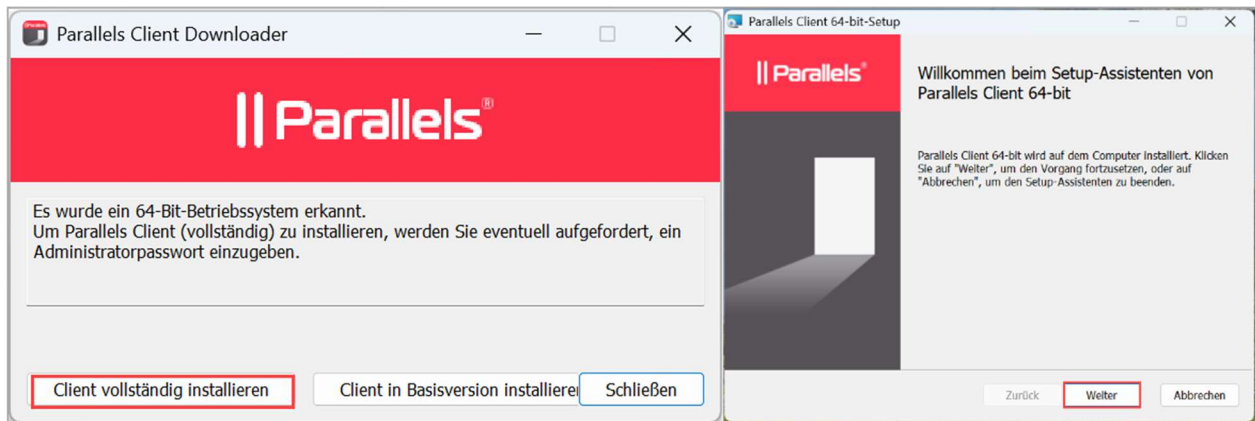 Parallels Client Downloader
|| Parallels®
Es wurde ein 64-Bit-Betriebssystem erkannt.
Um Parallels Client (vollständig) zu installieren, werden Sie eventuell aufgefordert, ein
Administratorpasswort einzugeben.
Client vollständig installieren
Client in Basisversion installieren
Schließen
Parallels Client 64-bit-Setup
|| Parallels®
Willkommen beim Setup-Assistenten von
Parallels Client 64-bit
Parallels Client 64-bit wird auf dem Computer installiert. Klicken
Sie auf "Weiter", um den Vorgang fortzusetzen, oder auf
"Abbrechen", um den Setup-Assistenten zu beenden.
Zurück
Weiter
Abbrechen